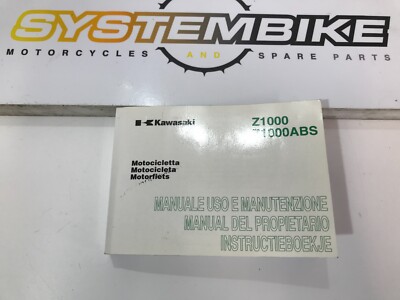 SYSTEMBIKE
MOTORCYCLES AND SPARE PARTS
Kawasaki
Z1000
Z1000ABS
Motocicletta
Motocicleta
Motorfiets
MANUALE USO E MANUTENZIONE
MANUAL DEL PROPIETARIO
INSTRUCTIEBOEKJE